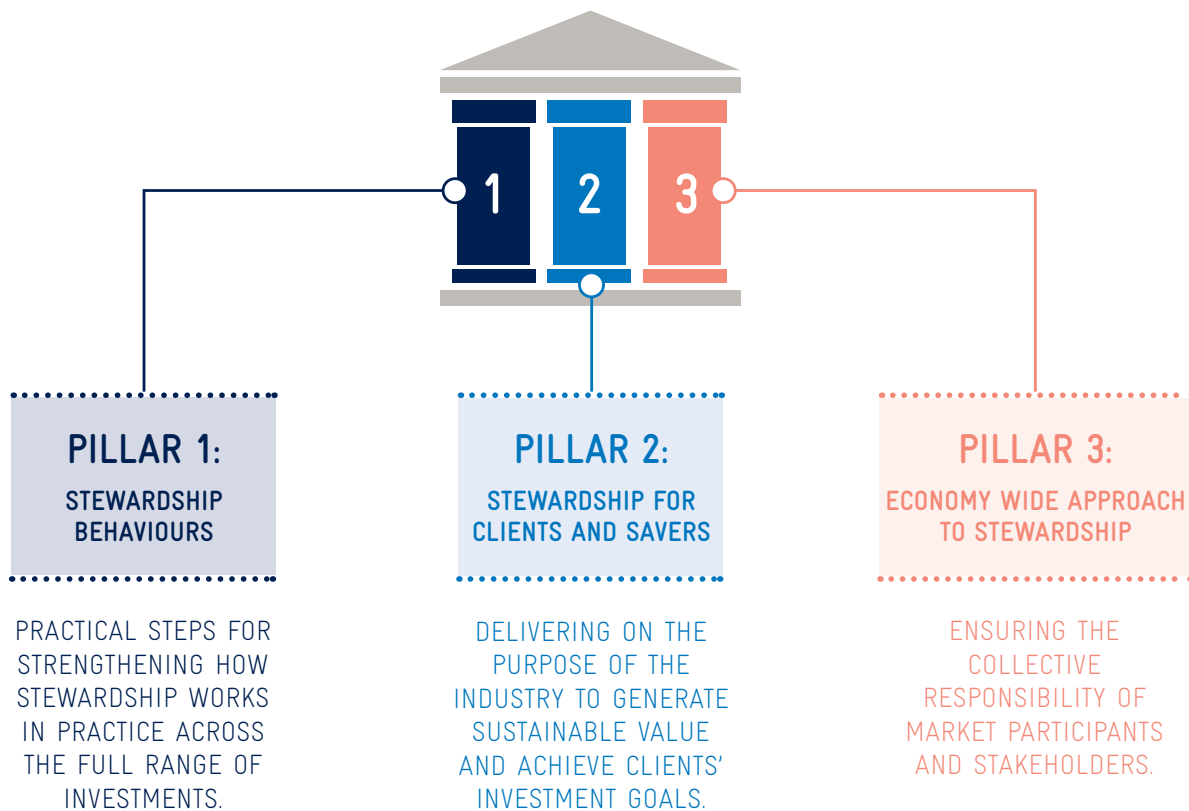 1
2
3
PILLAR 1:
STEWARDSHIP
BEHAVIOURS
PRACTICAL STEPS FOR
STRENGTHENING HOW
STEWARDSHIP WORKS
IN PRACTICE ACROSS
THE FULL RANGE OF
INVESTMENTS.
PILLAR 2:
STEWARDSHIP FOR
CLIENTS AND SAVERS
DELIVERING ON THE
PURPOSE OF THE
INDUSTRY TO GENERATE
SUSTAINABLE VALUE
AND ACHIEVE CLIENTS'
INVESTMENT GOALS.
PILLAR 3:
ECONOMY WIDE APPROACH
TO STEWARDSHIP
ENSURING THE
COLLECTIVE
RESPONSIBILITY OF
MARKET PARTICIPANTS
AND STAKEHOLDERS.